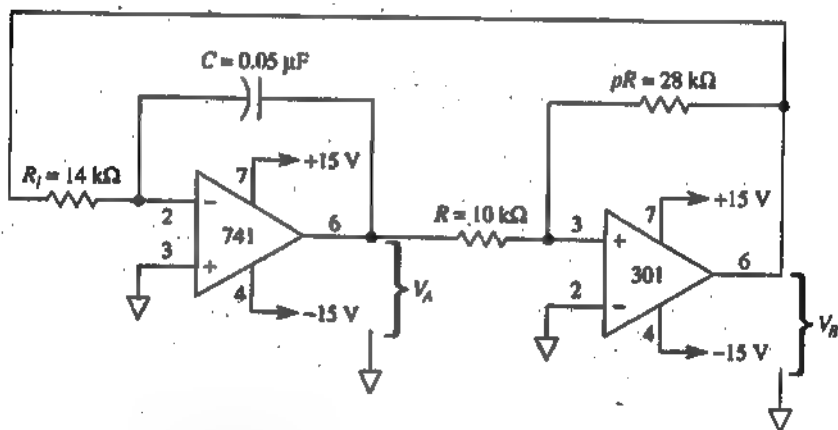 C = 0.05 µF
pR = 28 kΩ
R_I = 14 kΩ
7
+15 V
2
−
741
6
3
+
4
−15 V
R = 10 kΩ
V_A
3
+
7
+15 V
301
6
2
−
4
−15 V
V_B